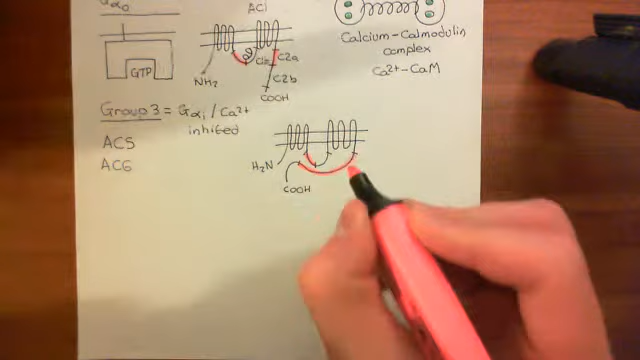 Gαo
GTP
AC1
C1a
C2a
C2b
NH2
COOH
Calcium-Calmodulin
complex
Ca2+-CaM
Group 3 = Gαi/Ca2+
inhibited
AC5
AC6
H2N
COOH